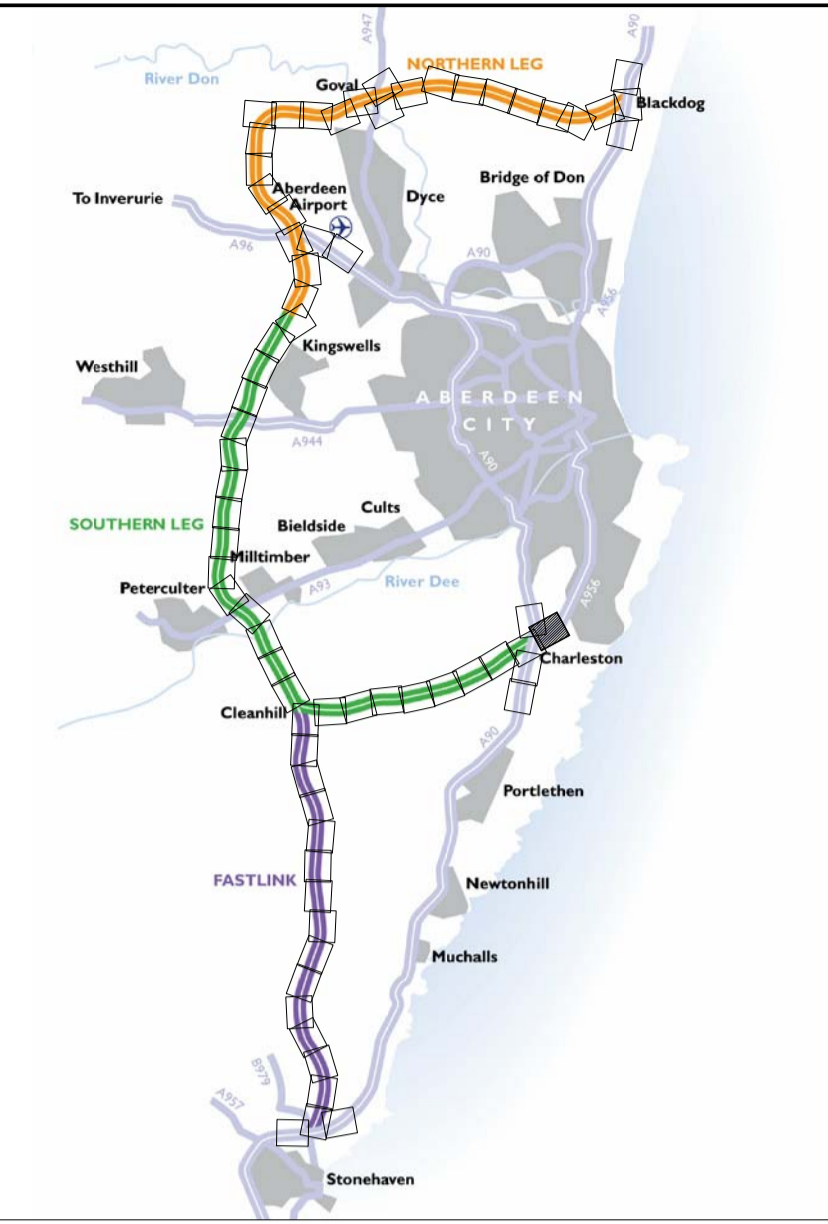 A947
A90
NORTHERN LEG
River Don
Goval
Blackdog
Bridge of Don
Aberdeen
Airport
Dyce
To Inverurie
A96
A90
A956
Kingswells
Westhill
ABERDEEN
CITY
A944
A90
Cults
SOUTHERN LEG
Bieldside
Milltimber
Peterculter
A93
River Dee
A956
Charleston
Cleanhill
A90
Portlethen
FASTLINK
Newtonhill
Muchalls
B979
A957
Stonehaven